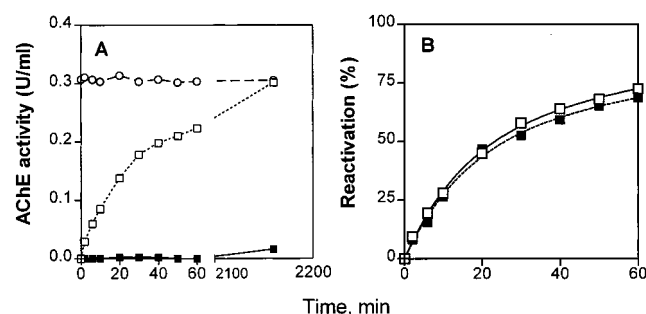 A
AChE activity (U/ml)
0.4
0.3
0.2
0.1
0.0
0 20 40 60 2100 2200
B
Reactivation (%)
100
75
50
25
0
0 20 40 60
Time, min